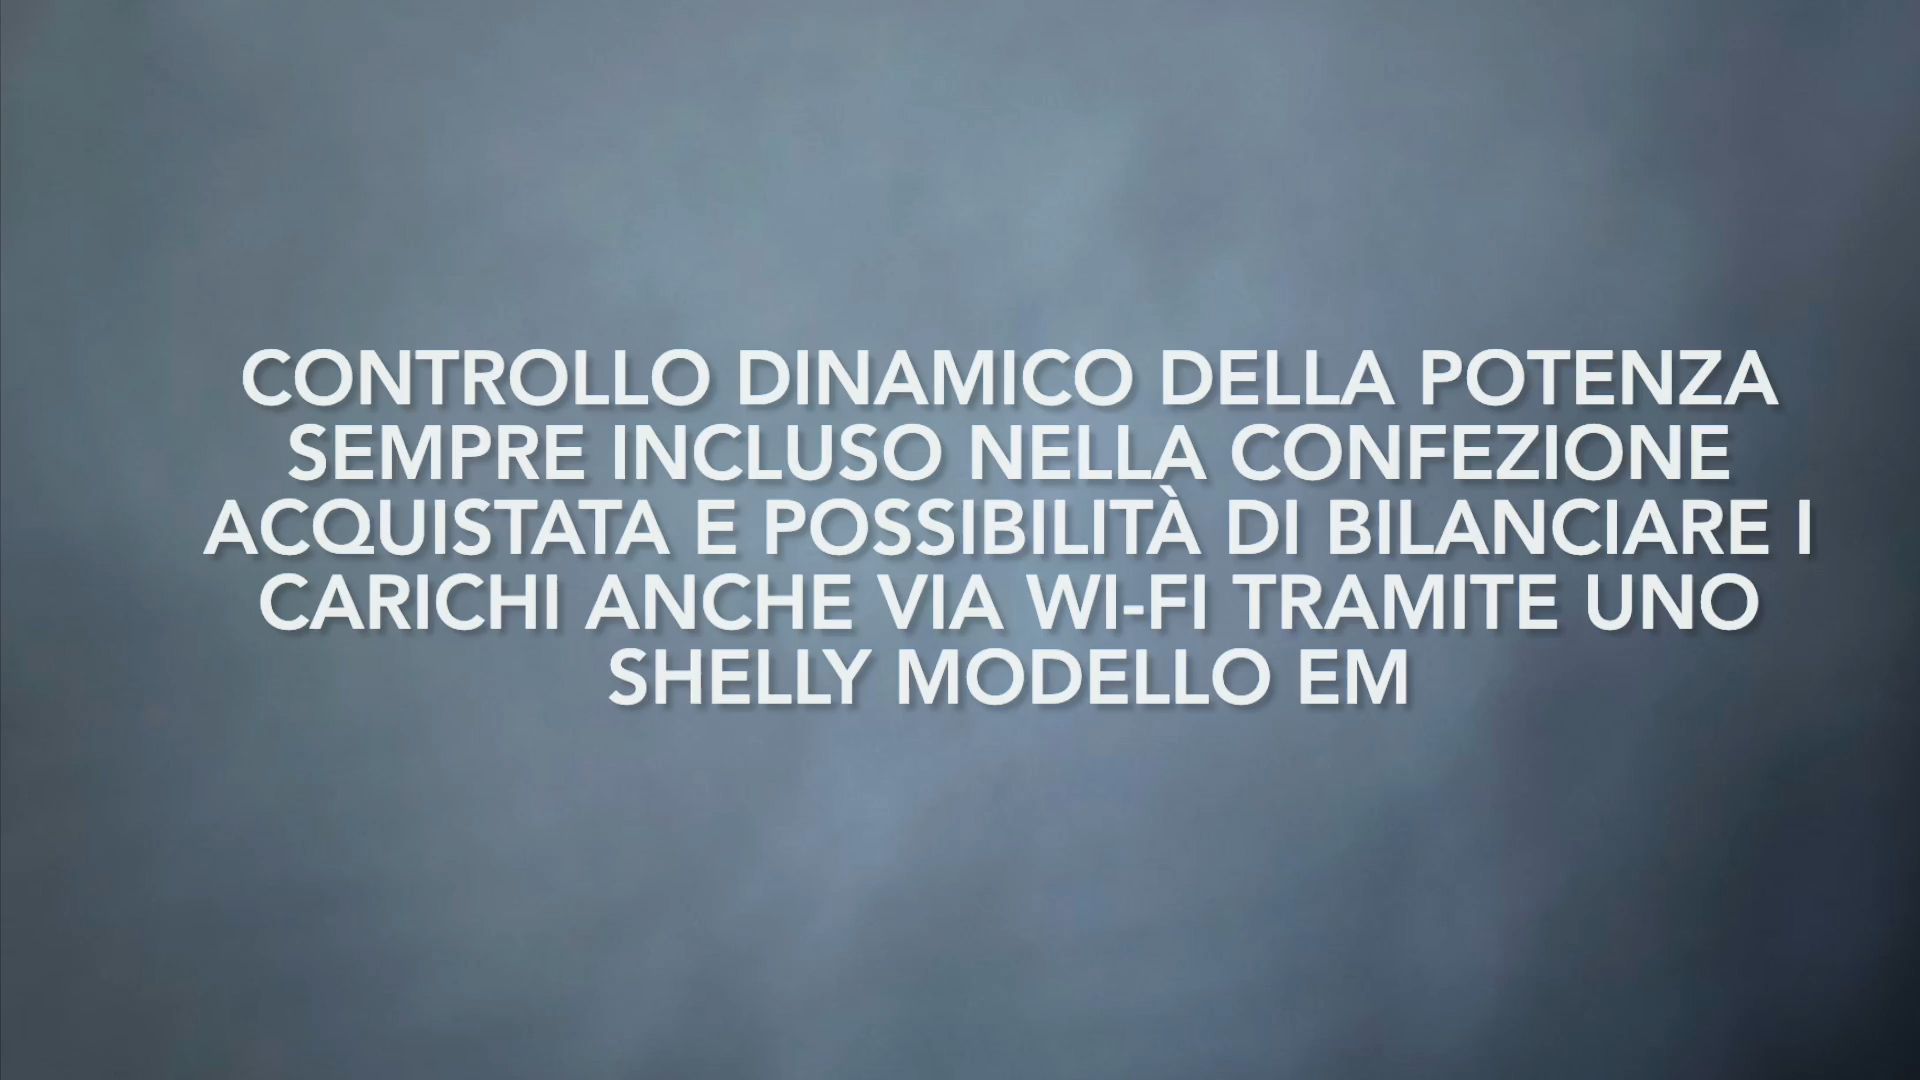 CONTROLLO DINAMICO DELLA POTENZA
SEMPRE INCLUSO NELLA CONFEZIONE
ACQUISTATA E POSSIBILITÀ DI BILANCIARE I
CARICHI ANCHE VIA WI-FI TRAMITE UNO
SHELLY MODELLO EM